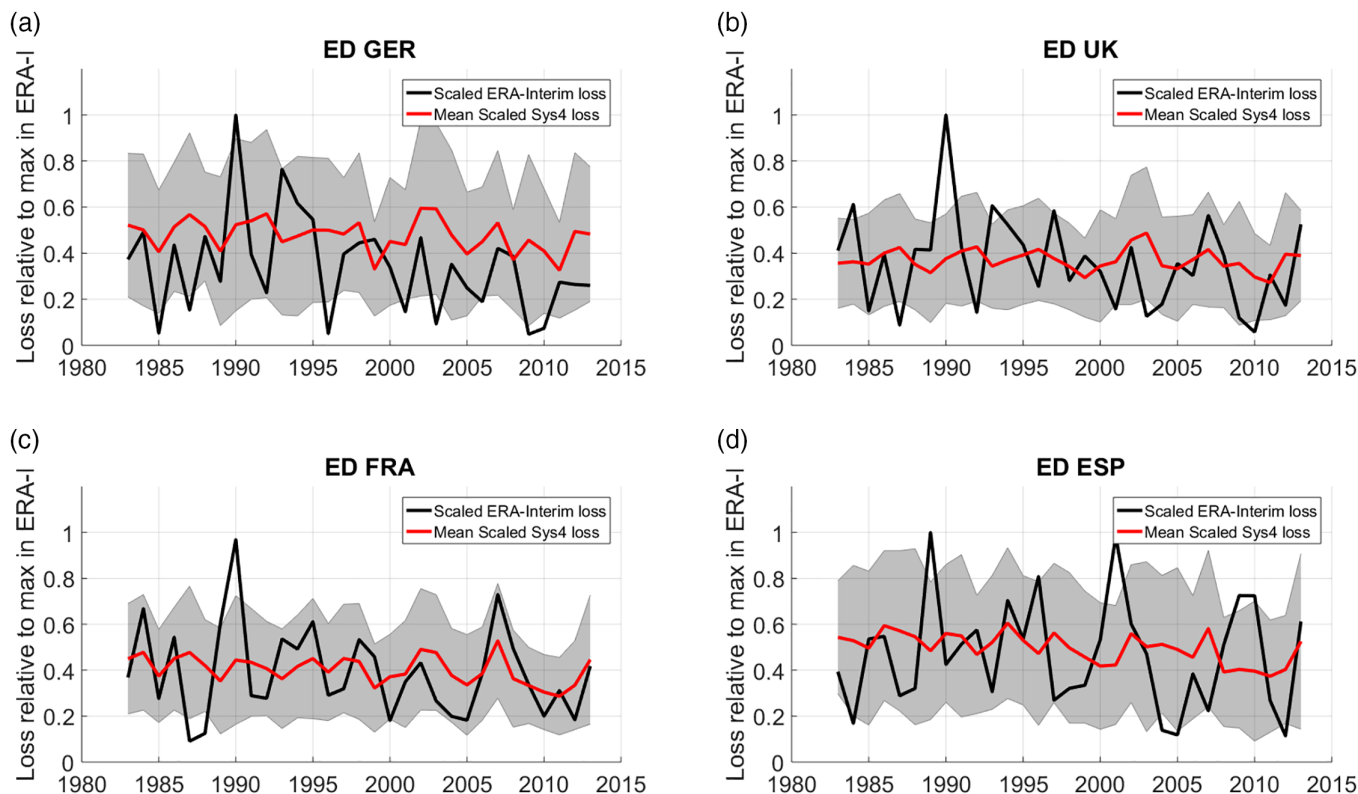 (a)
ED GER
Loss relative to max in ERA-I
Scaled ERA-Interim loss
Mean Scaled Sys4 loss
1
0.8
0.6
0.4
0.2
0
1980 1985 1990 1995 2000 2005 2010 2015
(b)
ED UK
Loss relative to max in ERA-I
Scaled ERA-Interim loss
Mean Scaled Sys4 loss
1
0.8
0.6
0.4
0.2
0
1980 1985 1990 1995 2000 2005 2010 2015
(c)
ED FRA
Loss relative to max in ERA-I
Scaled ERA-Interim loss
Mean Scaled Sys4 loss
1
0.8
0.6
0.4
0.2
0
1980 1985 1990 1995 2000 2005 2010 2015
(d)
ED ESP
Loss relative to max in ERA-I
Scaled ERA-Interim loss
Mean Scaled Sys4 loss
1
0.8
0.6
0.4
0.2
0
1980 1985 1990 1995 2000 2005 2010 2015